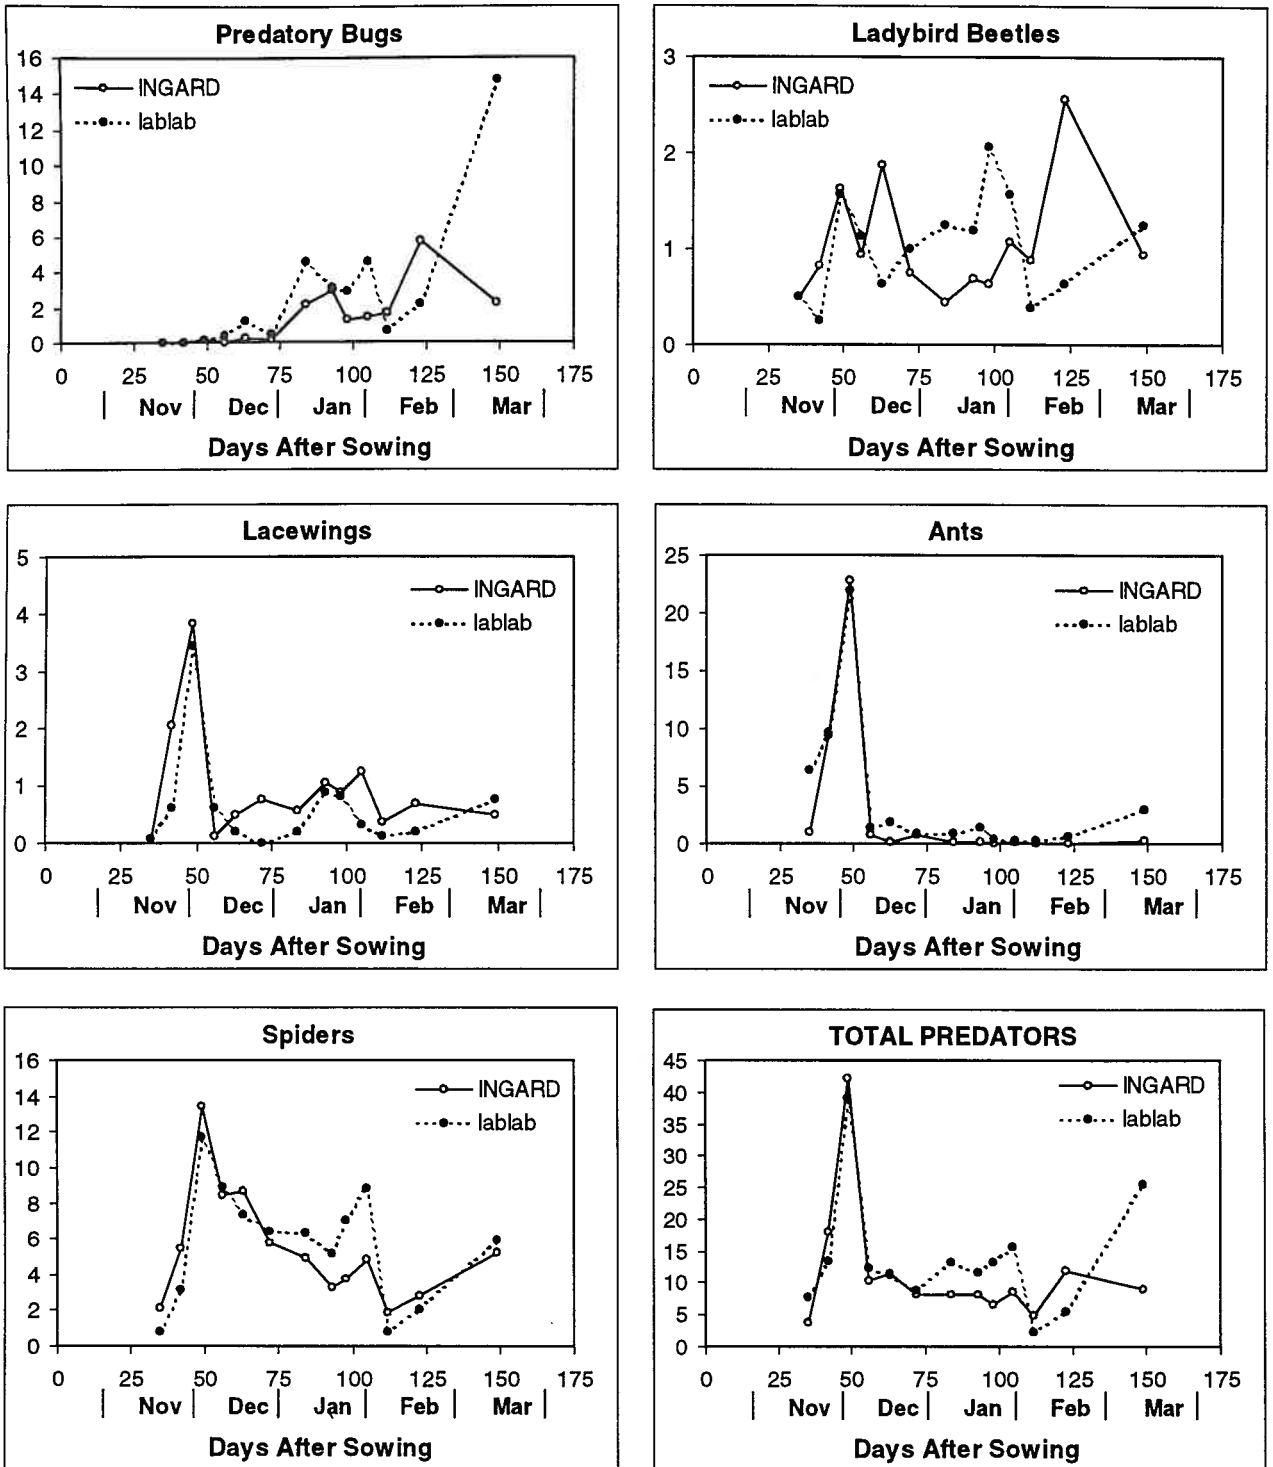 Predatory Bugs
16
14
12
10
8
6
4
2
0
INGARD
lablab
0 25 50 75 100 125 150 175
| Nov | Dec | Jan | Feb | Mar |
Days After Sowing
Ladybird Beetles
3
2
1
0
INGARD
lablab
0 25 50 75 100 125 150 175
| Nov | Dec | Jan | Feb | Mar |
Days After Sowing
Lacewings
5
4
3
2
1
0
INGARD
lablab
0 25 50 75 100 125 150 175
| Nov | Dec | Jan | Feb | Mar |
Days After Sowing
Ants
25
20
15
10
5
0
INGARD
lablab
0 25 50 75 100 125 150 175
| Nov | Dec | Jan | Feb | Mar |
Days After Sowing
Spiders
16
14
12
10
8
6
4
2
0
INGARD
lablab
0 25 50 75 100 125 150 175
| Nov | Dec | Jan | Feb | Mar |
Days After Sowing
TOTAL PREDATORS
45
40
35
30
25
20
15
10
5
0
INGARD
lablab
0 25 50 75 100 125 150 175
| Nov | Dec | Jan | Feb | Mar |
Days After Sowing